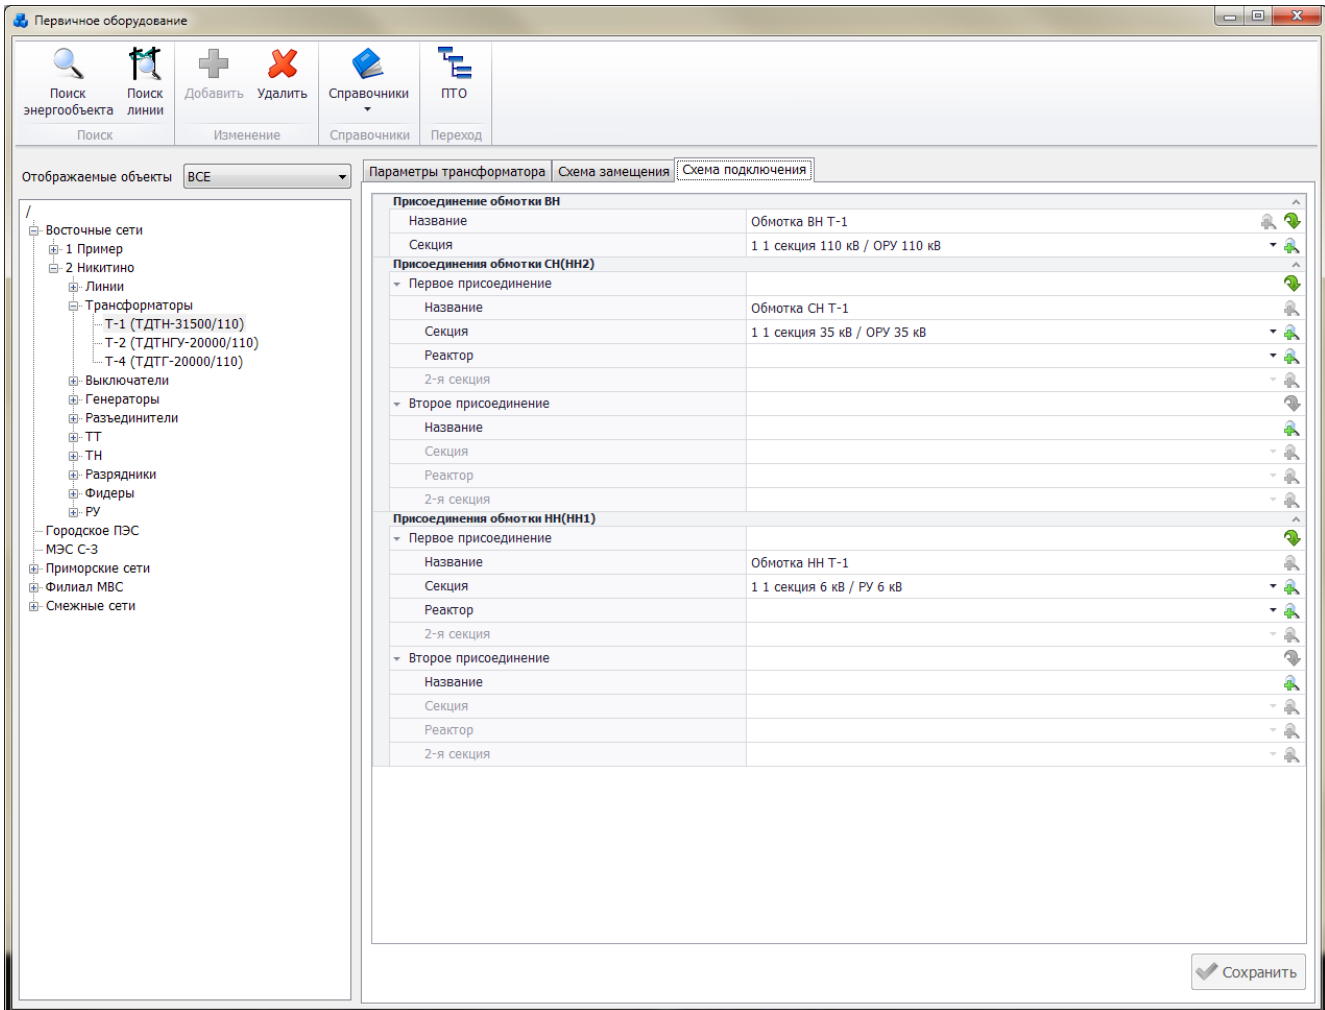 Первичное оборудование
Поиск
энергообъекта
Поиск
линии
Добавить
Удалить
Справочники
ПТО
Поиск
Изменение
Справочники
Переход
Отображаемые объекты
ВСЕ
/
Восточные сети
1 Пример
2 Никитино
Линии
Трансформаторы
Т-1 (ТДТН-31500/110)
Т-2 (ТДТНГУ-20000/110)
Т-4 (ТДТГ-20000/110)
Выключатели
Генераторы
Разъединители
ТТ
ТН
Разрядники
Фидеры
РУ
Городское ПЭС
МЭС С-3
Приморские сети
Филиал МВС
Смежные сети
Параметры трансформатора
Схема замещения
Схема подключения
Присоединение обмотки ВН
Название Обмотка ВН Т-1
Секция 1 1 секция 110 кВ / ОРУ 110 кВ
Присоединения обмотки СН(НН2)
Первое присоединение
Название Обмотка СН Т-1
Секция 1 1 секция 35 кВ / ОРУ 35 кВ
Реактор
2-я секция
Второе присоединение
Название
Секция
Реактор
2-я секция
Присоединения обмотки НН(НН1)
Первое присоединение
Название Обмотка НН Т-1
Секция 1 1 секция 6 кВ / РУ 6 кВ
Реактор
2-я секция
Второе присоединение
Название
Секция
Реактор
2-я секция
Сохранить